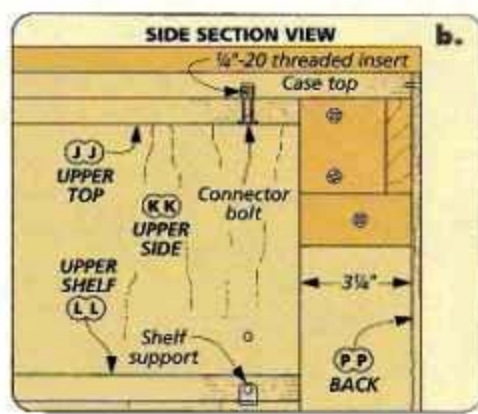 SIDE SECTION VIEW
b.
¼"-20 threaded insert
Case top
JJ
UPPER
TOP
KK
UPPER
SIDE
Connector
bolt
UPPER
SHELF
LL
3¼"
Shelf
support
PP
BACK